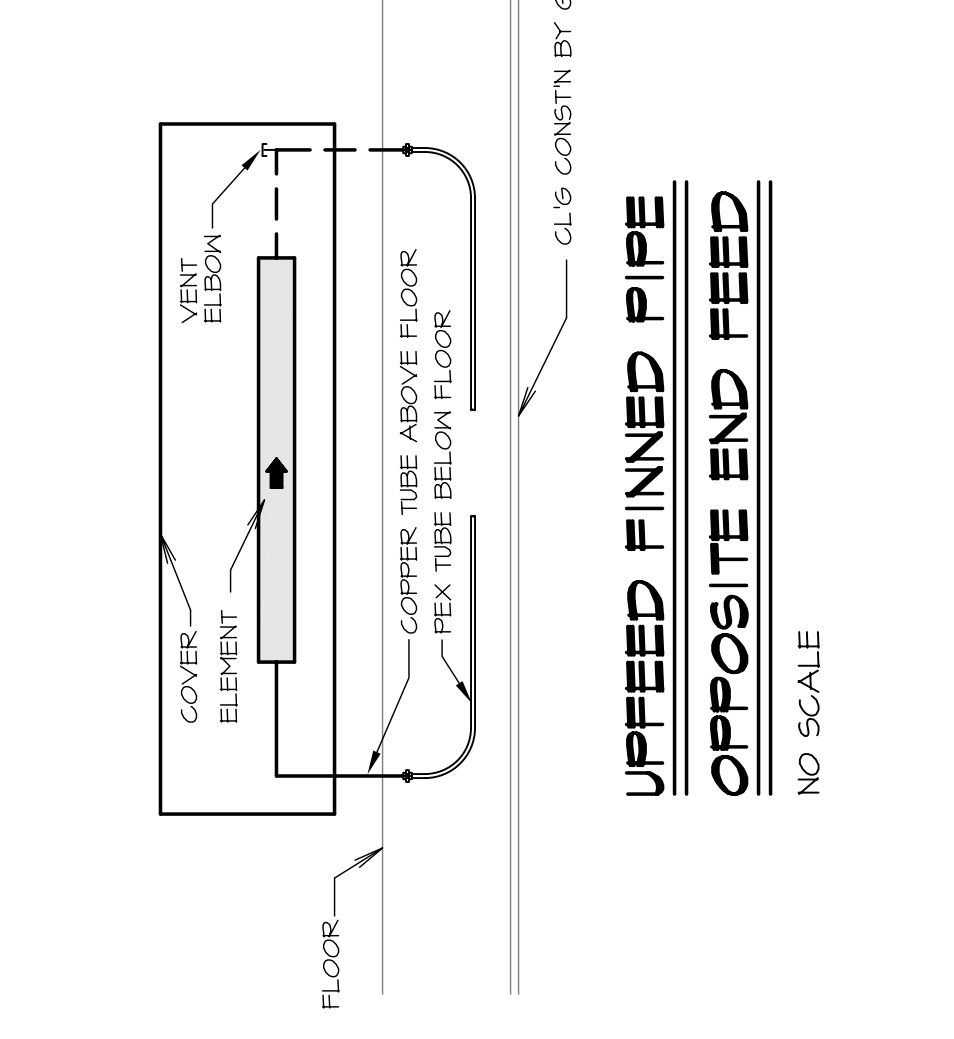 COVER
ELEMENT
VENT
ELBOW
FLOOR
COPPER TUBE ABOVE FLOOR
PEX TUBE BELOW FLOOR
CL'G CONST'N BY
UPFEED FINNED PIPE
OPPOSITE END FEED
NO SCALE